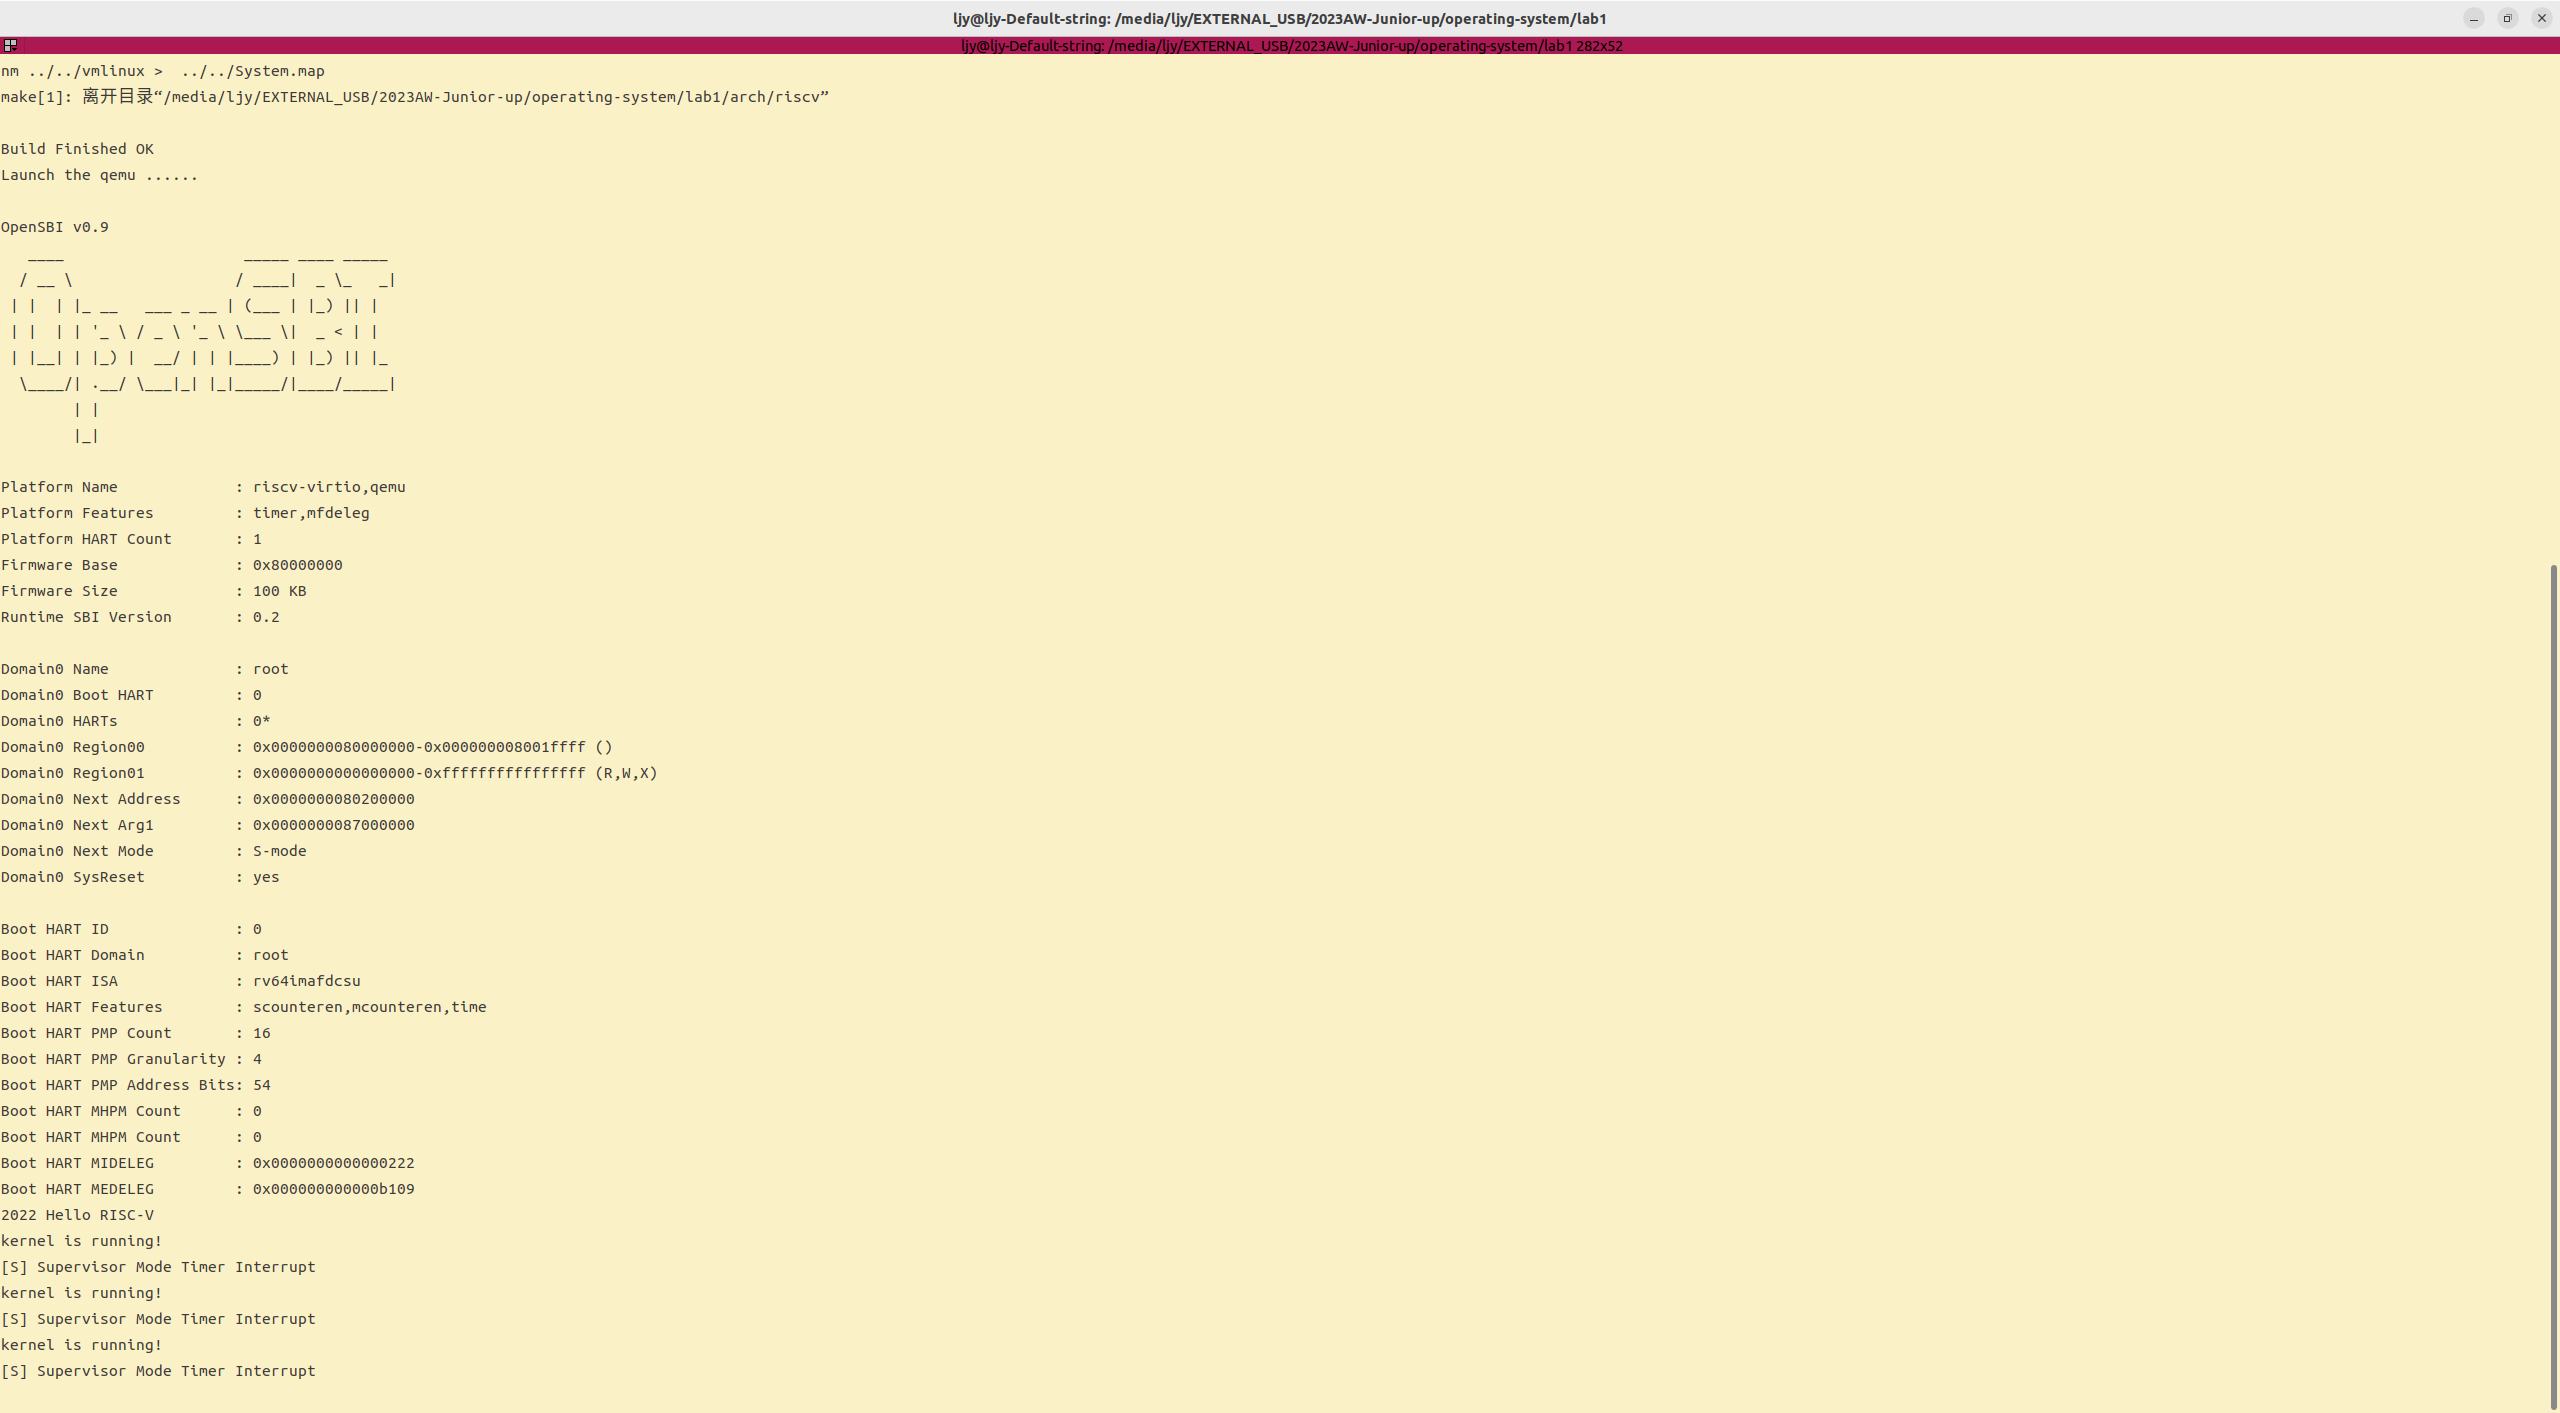 ljy@ljy-Default-string: /media/ljy/EXTERNAL_USB/2023AW-Junior-up/operating-system/lab1
ljy@ljy-Default-string: /media/ljy/EXTERNAL_USB/2023AW-Junior-up/operating-system/lab1 282x52
nm ../../vmlinux >  ../../System.map
make[1]: 离开目录“/media/ljy/EXTERNAL_USB/2023AW-Junior-up/operating-system/lab1/arch/riscv”
Build Finished OK
Launch the qemu ......
OpenSBI v0.9
   ____                    _____ ____ _____
  / __ \                  / ____|  _ \_   _|
 | |  | |_ __   ___ _ __ | (___ | |_) || |
 | |  | | '_ \ / _ \ '_ \ \___ \|  _ < | |
 | |__| | |_) |  __/ | | |____) | |_) || |_
  \____/| .__/ \___|_| |_|_____/|____/_____|
        | |
        |_|
Platform Name             : riscv-virtio,qemu
Platform Features         : timer,mfdeleg
Platform HART Count       : 1
Firmware Base             : 0x80000000
Firmware Size             : 100 KB
Runtime SBI Version       : 0.2
Domain0 Name              : root
Domain0 Boot HART         : 0
Domain0 HARTs             : 0*
Domain0 Region00          : 0x0000000080000000-0x000000008001ffff ()
Domain0 Region01          : 0x0000000000000000-0xffffffffffffffff (R,W,X)
Domain0 Next Address      : 0x0000000080200000
Domain0 Next Arg1         : 0x0000000087000000
Domain0 Next Mode         : S-mode
Domain0 SysReset          : yes
Boot HART ID              : 0
Boot HART Domain          : root
Boot HART ISA             : rv64imafdcsu
Boot HART Features        : scounteren,mcounteren,time
Boot HART PMP Count       : 16
Boot HART PMP Granularity : 4
Boot HART PMP Address Bits: 54
Boot HART MHPM Count      : 0
Boot HART MHPM Count      : 0
Boot HART MIDELEG         : 0x0000000000000222
Boot HART MEDELEG         : 0x000000000000b109
2022 Hello RISC-V
kernel is running!
[S] Supervisor Mode Timer Interrupt
kernel is running!
[S] Supervisor Mode Timer Interrupt
kernel is running!
[S] Supervisor Mode Timer Interrupt